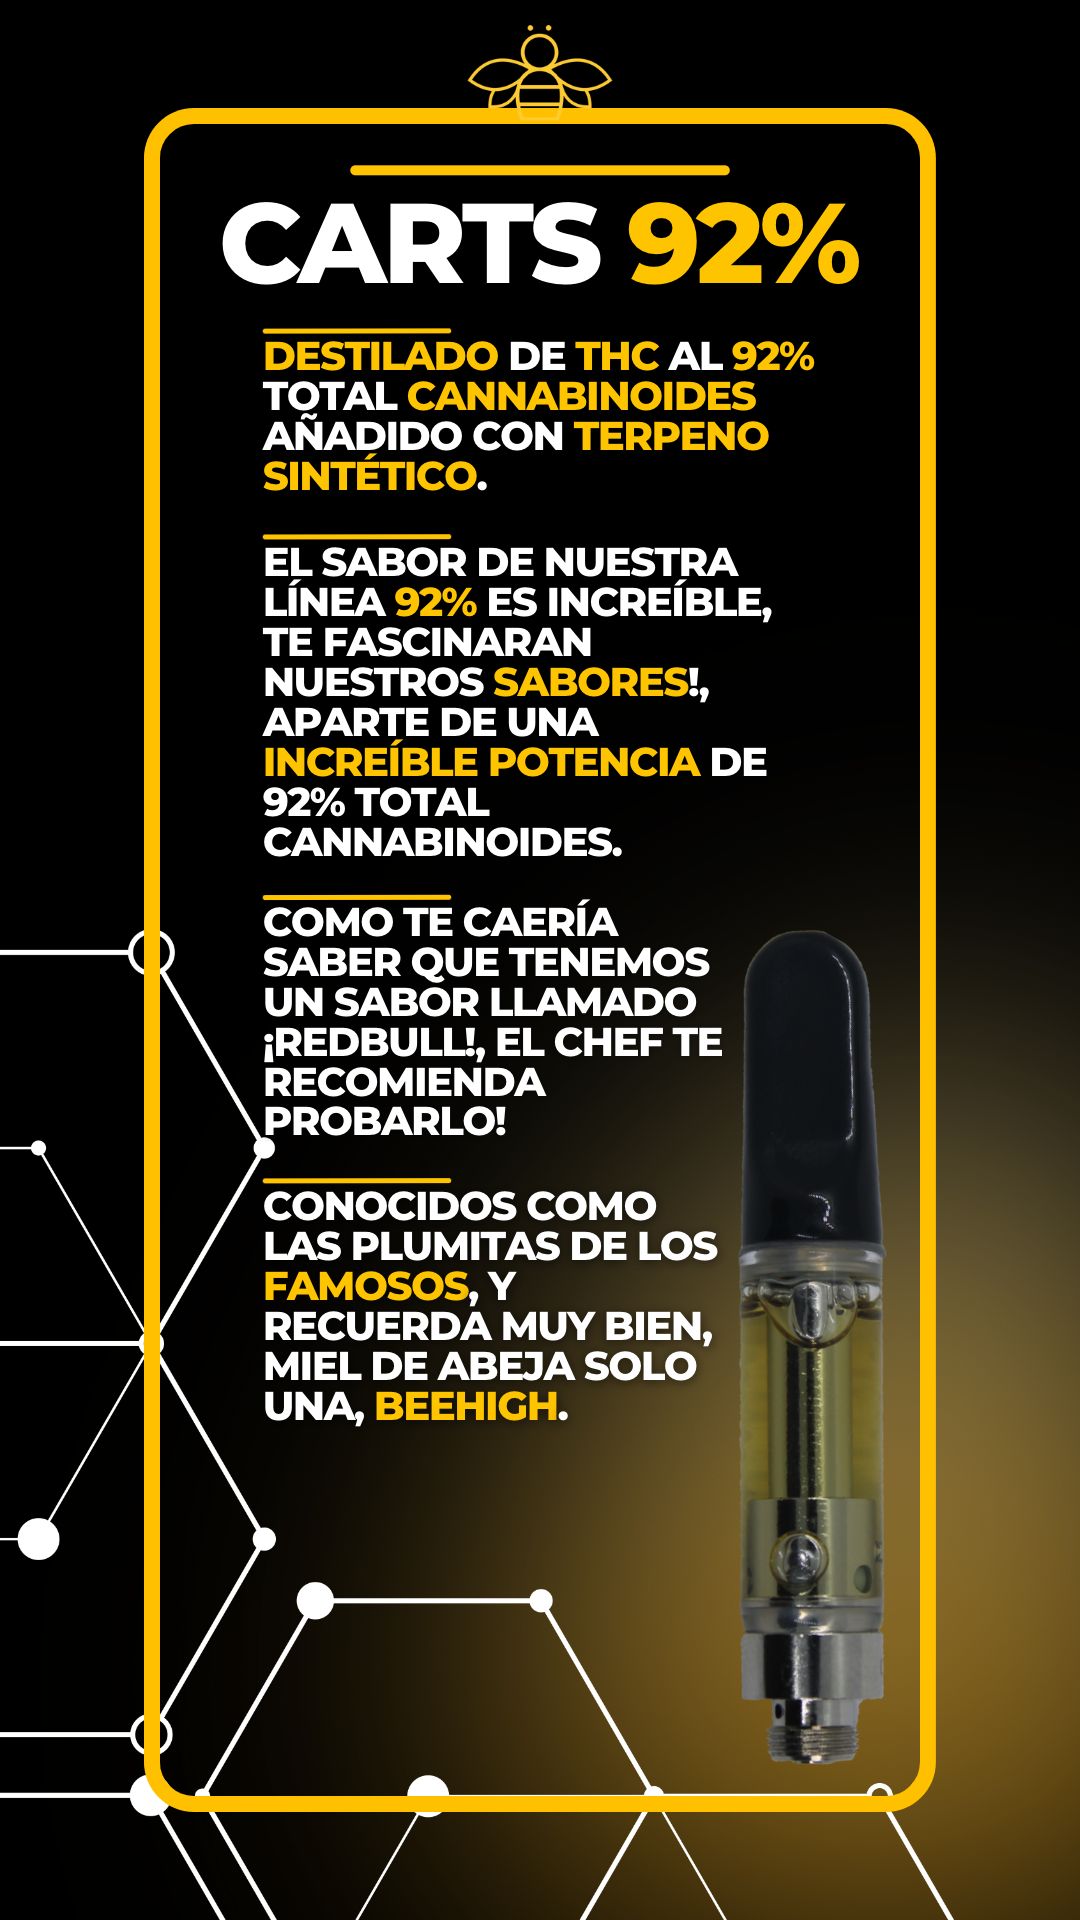 CARTS 92%
DESTILADO DE THC AL 92%
TOTAL CANNABINOIDES
AÑADIDO CON TERPENO
SINTÉTICO.
EL SABOR DE NUESTRA
LÍNEA 92% ES INCREÍBLE,
TE FASCINARAN
NUESTROS SABORES!,
APARTE DE UNA
INCREÍBLE POTENCIA DE
92% TOTAL
CANNABINOIDES.
COMO TE CAERÍA
SABER QUE TENEMOS
UN SABOR LLAMADO
¡REDBULL!, EL CHEF TE
RECOMIENDA
PROBARLO!
CONOCIDOS COMO
LAS PLUMITAS DE LOS
FAMOSOS, Y
RECUERDA MUY BIEN,
MIEL DE ABEJA SOLO
UNA, BEEHIGH.